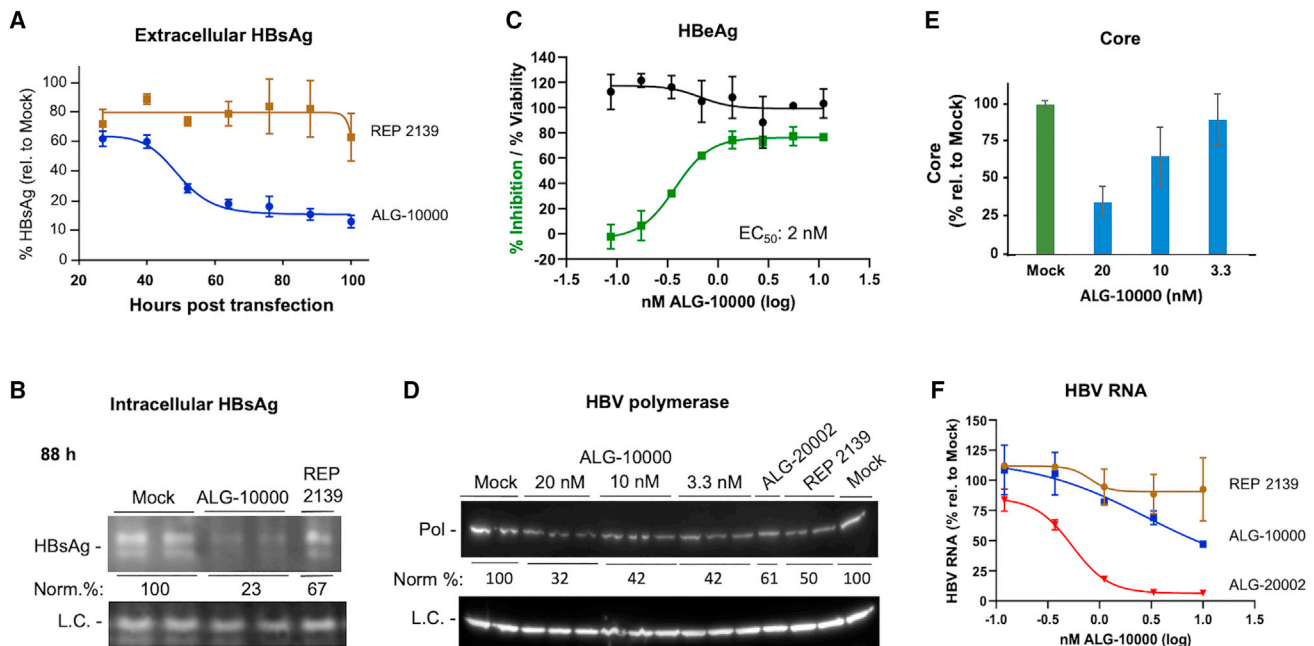 A
Extracellular HBsAg
% HBsAg (rel. to Mock)
100
80
60
40
20
10
0
20
40
60
80
100
Hours post transfection
REP 2139
ALG-10000
B
Intracellular HBsAg
88 h
Mock
ALG-10000
REP 2139
HBsAg -
Norm.%:
100
23
67
L.C. -
C
HBeAg
% Inhibition / % Viability
140
120
100
80
60
40
20
0
-20
-1.5
-1.0
-0.5
0.0
0.5
1.0
1.5
EC50: 2 nM
nM ALG-10000 (log)
D
HBV polymerase
ALG-10000
Mock
20 nM
10 nM
3.3 nM
ALG-20002
REP 2139
Mock
Pol -
Norm %:
100
32
42
42
61
50
100
L.C. -
E
Core
Core
(% rel. to Mock)
100
75
50
25
0
Mock
20
10
3.3
ALG-10000 (nM)
F
HBV RNA
HBV RNA (% rel. to Mock)
150
125
100
75
50
25
0
-1.0
-0.5
0.0
0.5
1.0
nM ALG-10000 (log)
REP 2139
ALG-10000
ALG-20002